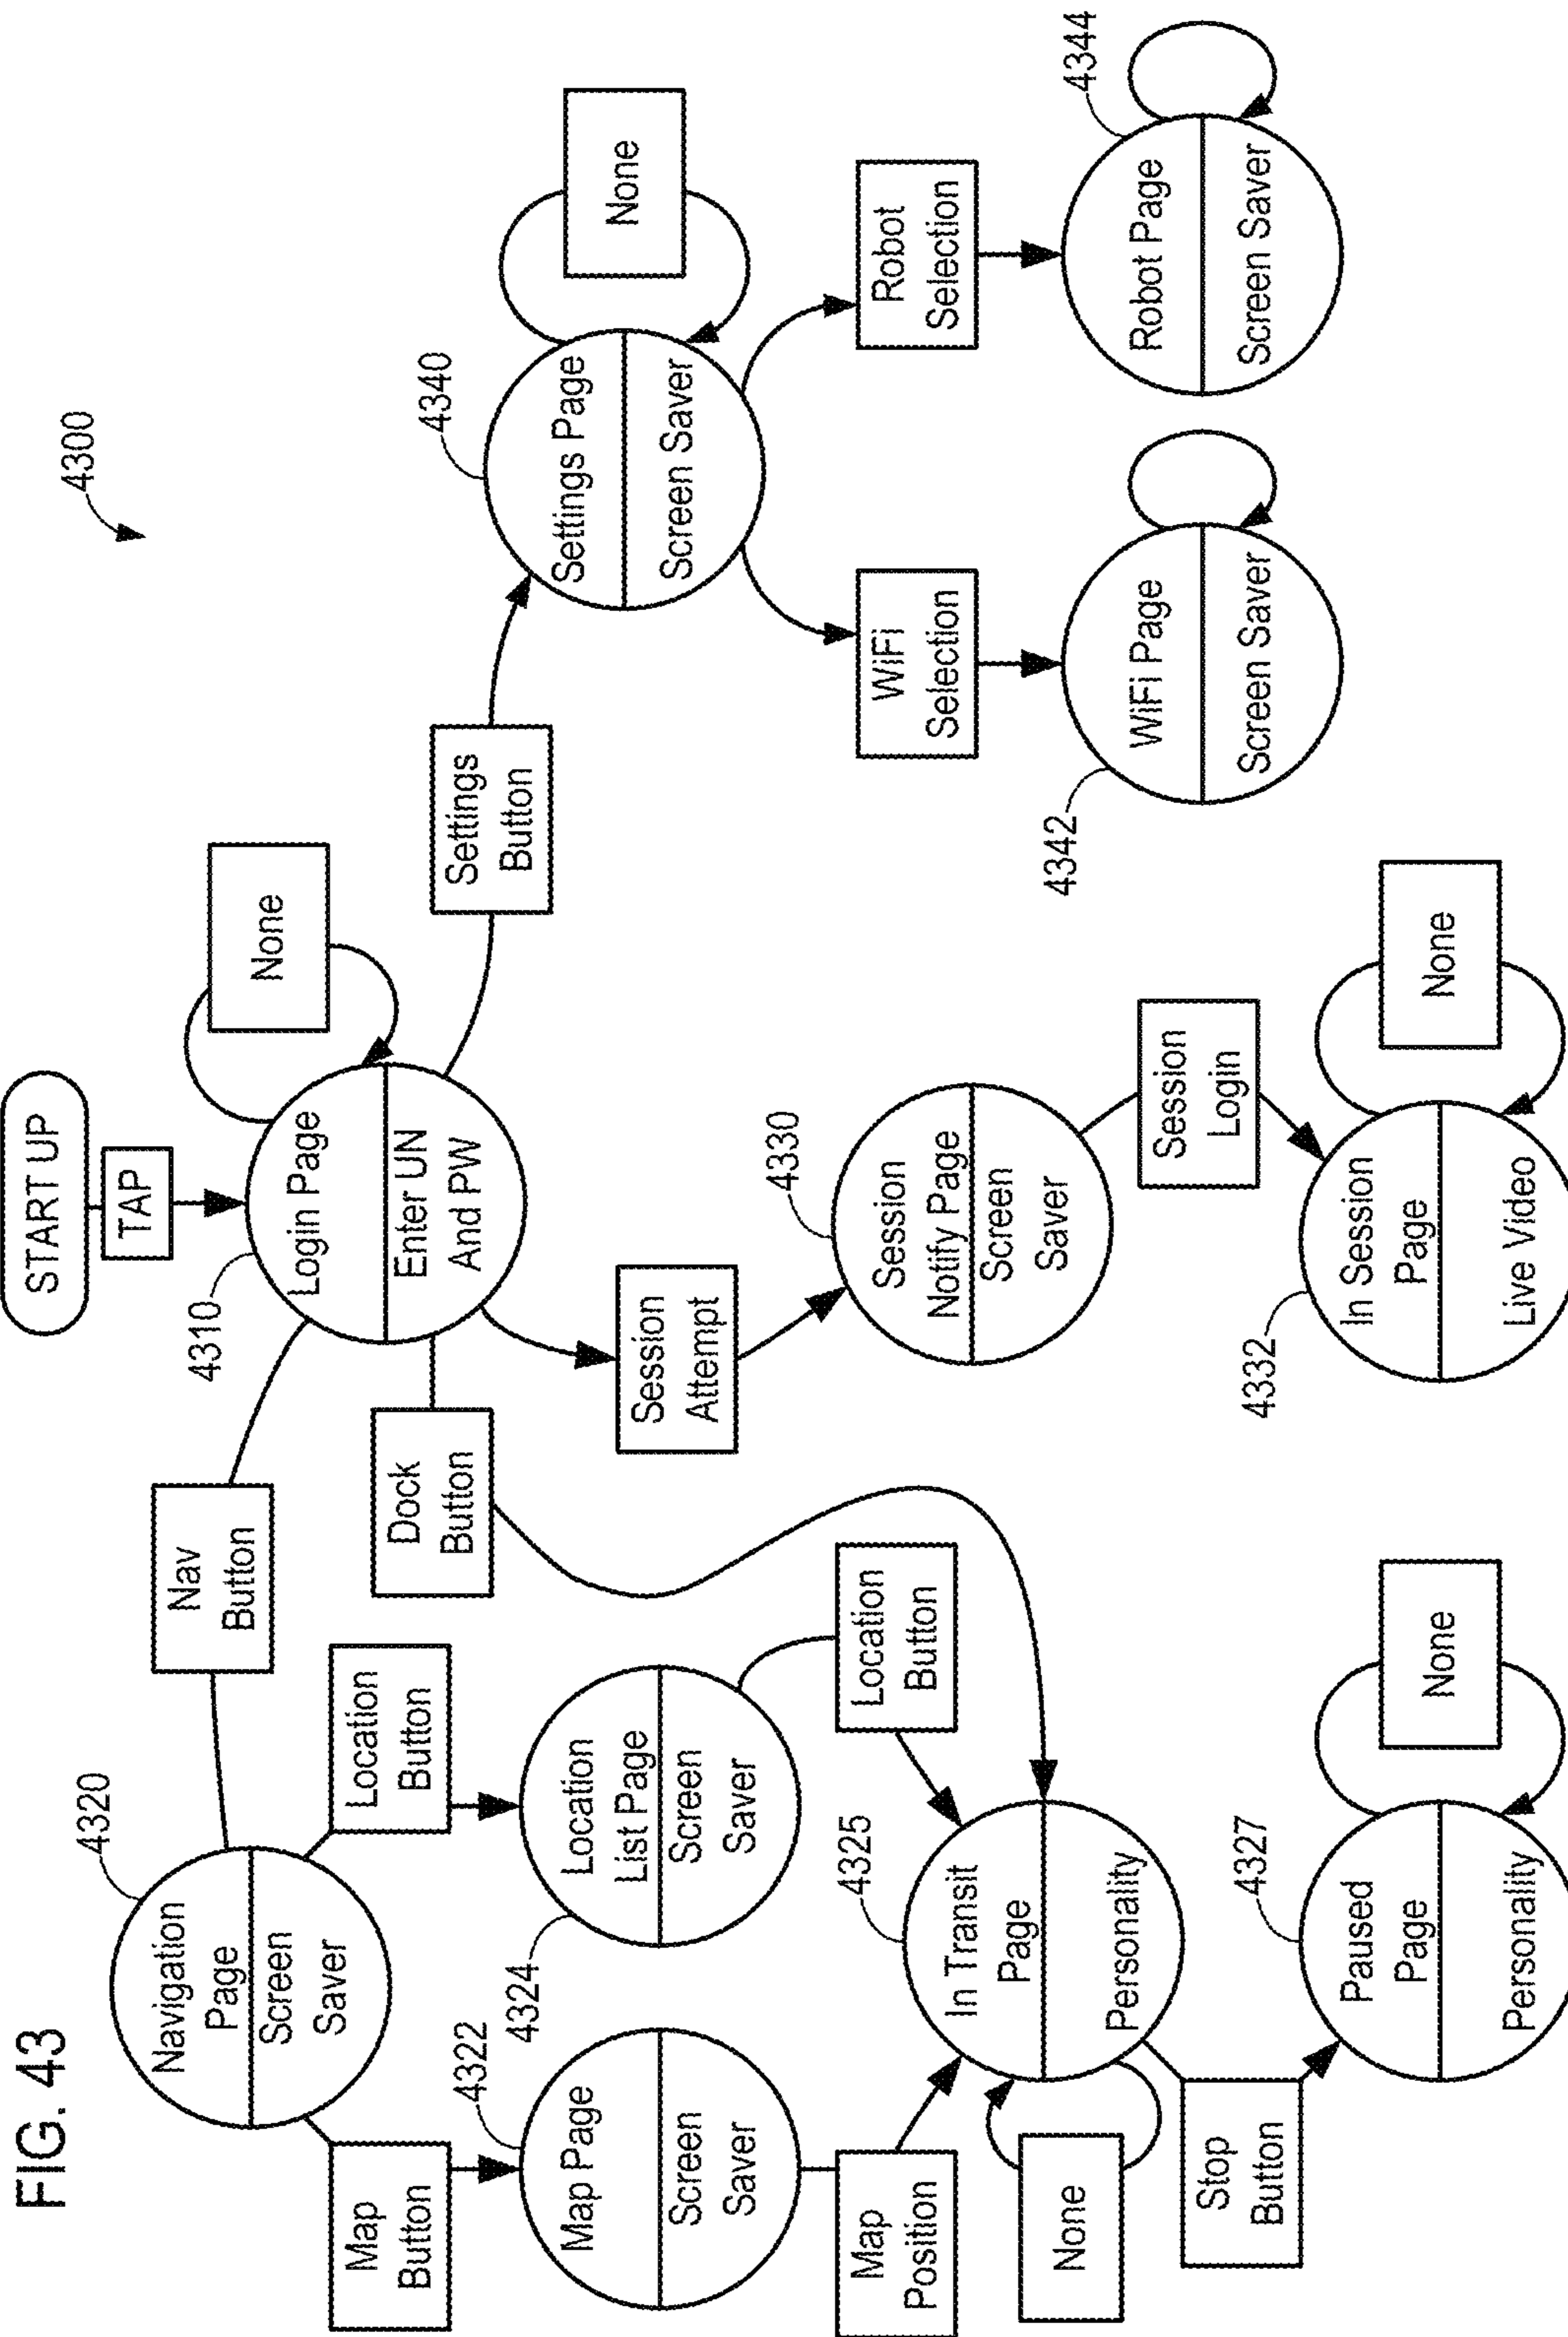 FIG. 43
4300
START UP
TAP
4310
Login Page
Enter UN
And PW
None
Nav
Button
Dock
Button
Session
Attempt
Settings
Button
4320
Navigation
Page
Screen
Saver
Map
Button
Location
Button
4322
Map Page
Screen
Saver
4324
Location
List Page
Screen
Saver
Map
Position
Location
Button
4325
In Transit
Page
Personality
None
Stop
Button
4327
Paused
Page
Personality
None
4330
Session
Notify Page
Screen
Saver
Session
Login
4332
In Session
Page
Live Video
None
4340
Settings Page
Screen Saver
None
WiFi
Selection
Robot
Selection
4342
WiFi Page
Screen Saver
4344
Robot Page
Screen Saver